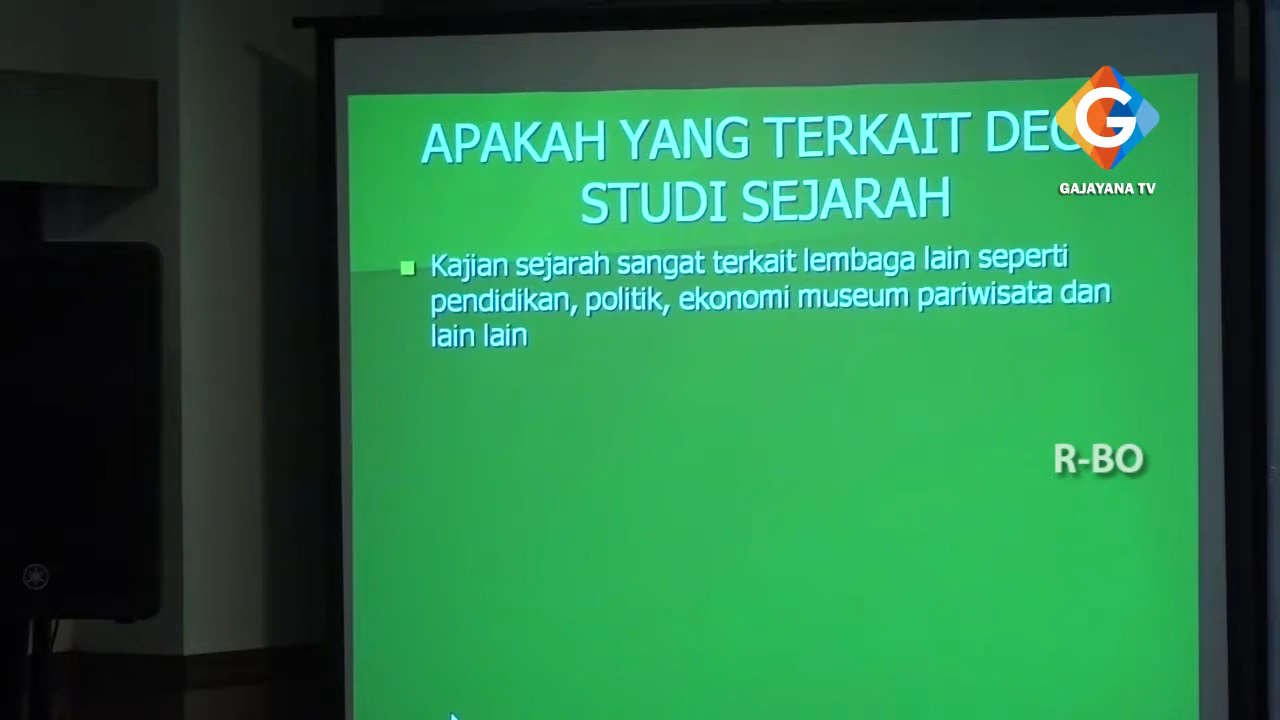 APAKAH YANG TERKAIT
STUDI SEJARAH
Kajian sejarah sangat terkait lembaga lain seperti
pendidikan, politik, ekonomi museum pariwisata dan
lain lain
G
GAJAYANA TV
R-BO